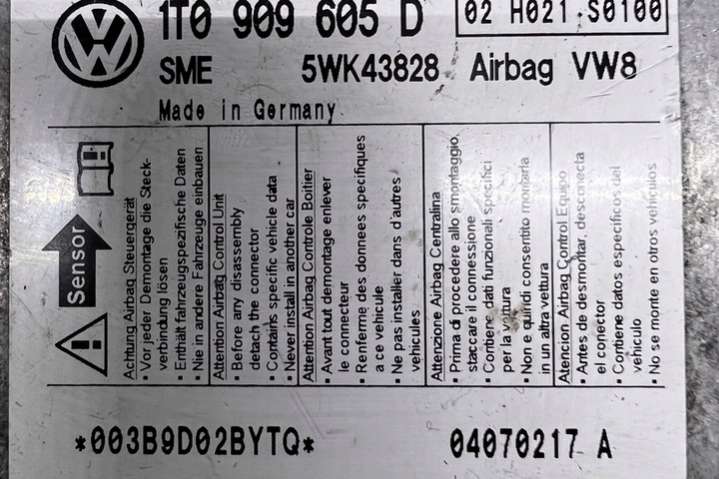 1T0 909 605 D
02 H021 S0100
SME 5WK43828 Airbag VW8
Made in Germany
Sensor
Achtung Airbag Steuergerät
• Vor jeder Demontage die Steck-
verbindung lösen
• Enthält fahrzeugspezifische Daten
• Nie in andere Fahrzeuge einbauen
Attention Airbag Control Unit
• Before any disassembly
detach the connector
• Contains specific vehicle data
• Never install in another car
Attention Airbag Controle Boitier
• Avant tout demontage enlever
le connecteur
• Renferme des données specifiques
a ce vehicule
• Ne pas installer dans d'autres
vehicules
Attenzione Airbag Centralina
• Prima di procedere allo smontaggio,
staccare il connessione
• Contienc dati funzionali specifici
per la vettura
• Non e quindi consentito montarla
in un altra vettura
Atencion Airbag Control Equipo
• Antes de desmontar, desconecta
el conector
• Contiene datos especificos del
vehiculo
• No se monte en otros vehiculos
*003B9D02BYTQ* 04070217 A